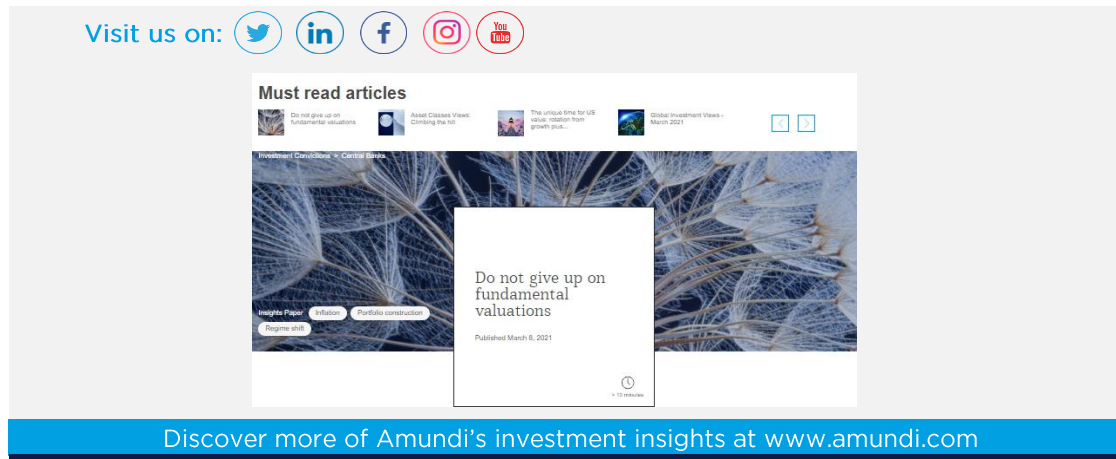 Visit us on:
in
f
You
Tube
Must read articles
Do not give up on
fundamental valuations
Asset Classes Views:
Climbing the hill
The unique time for US
value: rotation from
growth plus...
Global Investment Views -
March 2021
Investment Convictions > Central Banks
Do not give up on
fundamental
valuations
Published March 8, 2021
Insights Paper Inflation Portfolio construction
Regime shift
> 10 minutes
Discover more of Amundi's investment insights at www.amundi.com